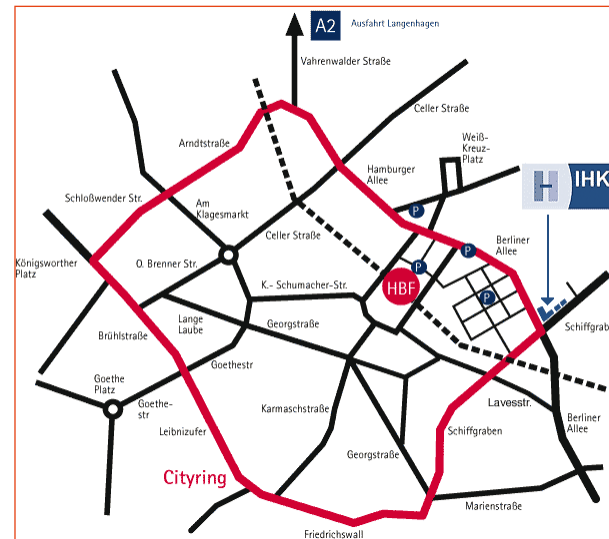 A2
Ausfahrt Langenhagen
Vahrenwalder Straße
Celler Straße
Arndtstraße
Weiß-
Kreuz-
Platz
Hamburger
Allee
IHK
H
Schloßwender Str.
Am
Klagesmarkt
P
Celler Straße
Berliner
Allee
P
Königsworther
Platz
O. Brenner Str.
P
HBF
K.- Schumacher-Str.
P
Lange
Laube
Georgstraße
Schiffgrab
Brühlstraße
Goethestr
Goethe
Platz
Goethe-
str
Karmaschstraße
Lavesstr.
Berliner
Allee
Leibnizufer
Schiffgraben
Georgstraße
Cityring
Marienstraße
Friedrichswall